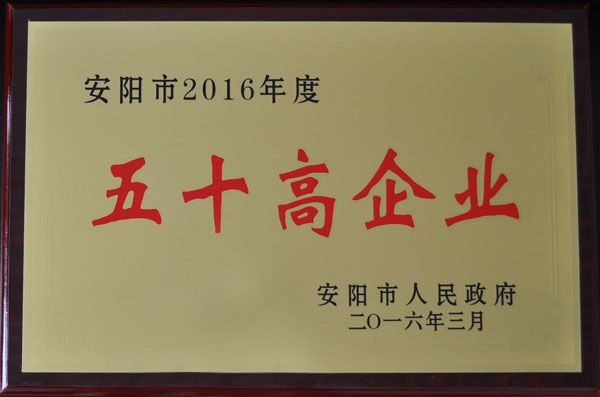 安阳市2016年度
五十高企业
安阳市人民政府
二〇一六年三月